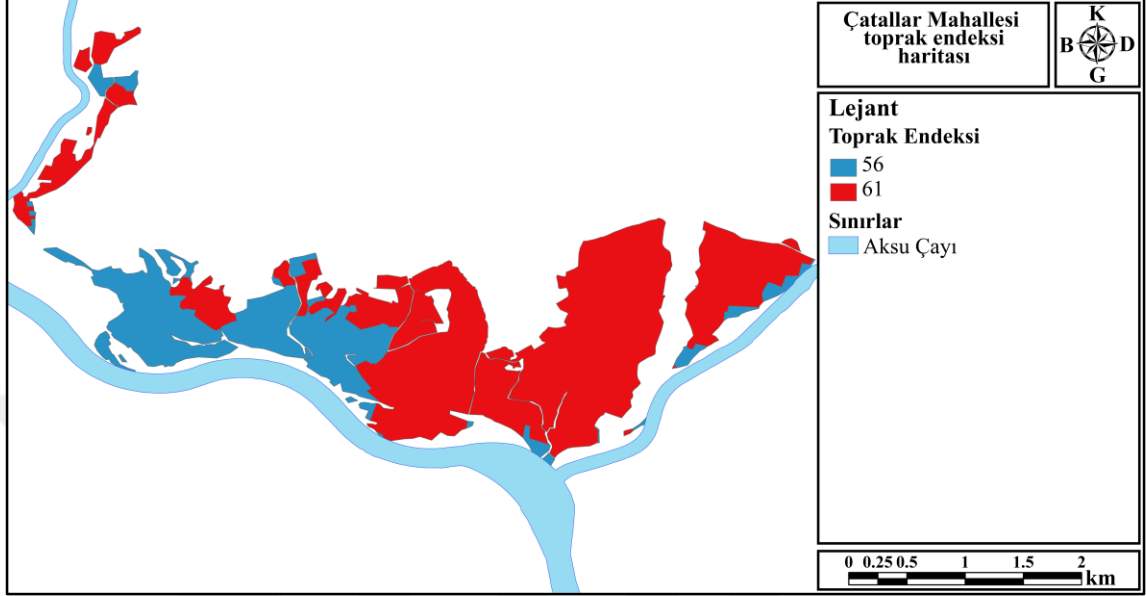 Çatallar Mahallesi
toprak endeksi
haritası
K
B D
G
Lejant
Toprak Endeksi
56
61
Sınırlar
Aksu Çayı
0 0.25 0.5 1 1.5 2
km